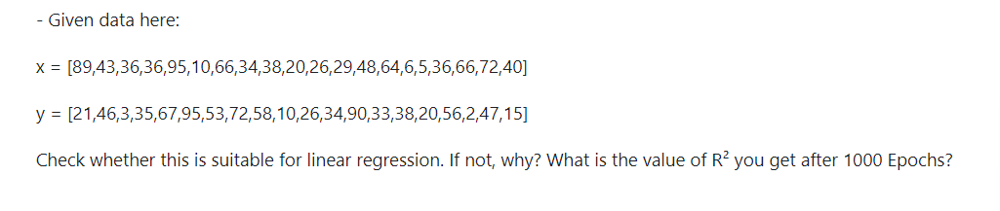 - Given data here:
x = [89,43,36,36,95,10,66,34,38,20,26,29,48,64,6,5,36,66,72,40]
y = [21,46,3,35,67,95,53,72,58,10,26,34,90,33,38,20,56,2,47,15]
Check whether this is suitable for linear regression. If not, why? What is the value of R² you get after 1000 Epochs?